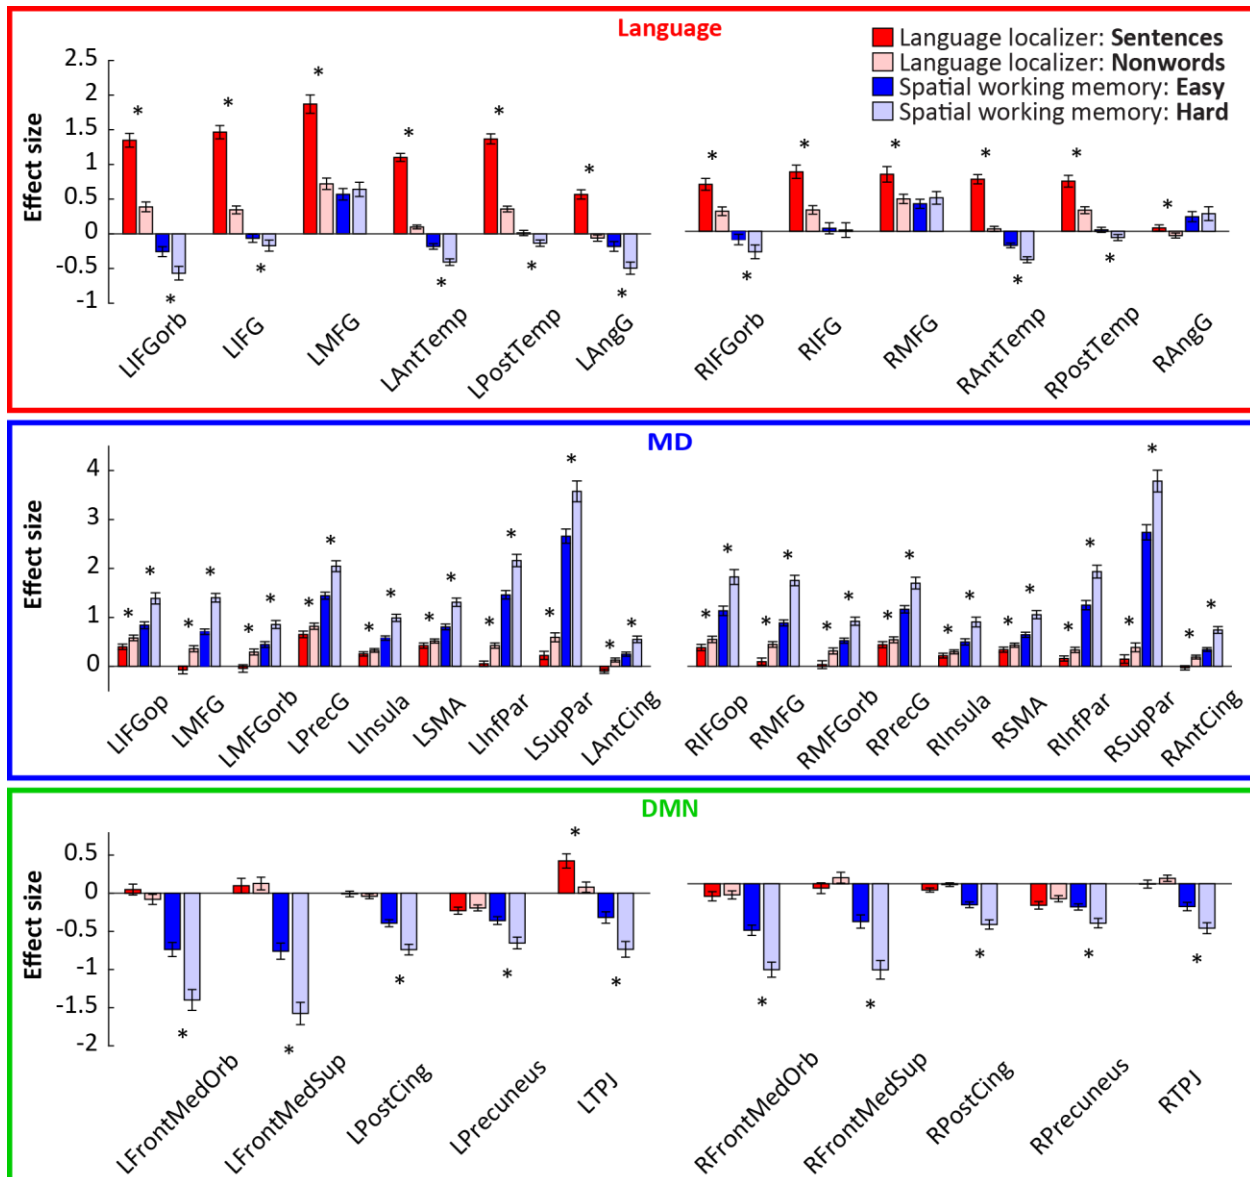 Language
Language localizer: Sentences
Language localizer: Nonwords
Spatial working memory: Easy
Spatial working memory: Hard
Effect size
2.5
2
1.5
1
0.5
0
-0.5
-1
* * * * * * * * * * * *
* * * * * * * *
LIFGorb LIFG LMFG LAntTemp LPostTemp LAngG RIFGorb RIFG RMFG RAntTemp RPostTemp RAngG
MD
Effect size
4
3
2
1
0
* * * * * * * * * * * * * * * * * *
* * * * * * * * * * * * * * * * * *
LIFGop LMFG LMFGorb LPrecG LInsula LSMA LInfPar LSupPar LAntCing RIFGop RMFG RMFGorb RPrecG RInsula RSMA RInfPar RSupPar RAntCing
DMN
Effect size
0.5
0
-0.5
-1
-1.5
-2
*
* * * * * * * * * *
LFrontMedOrb LFrontMedSup LPostCing LPrecuneus LTPJ RFrontMedOrb RFrontMedSup RPostCing RPrecuneus RTPJ